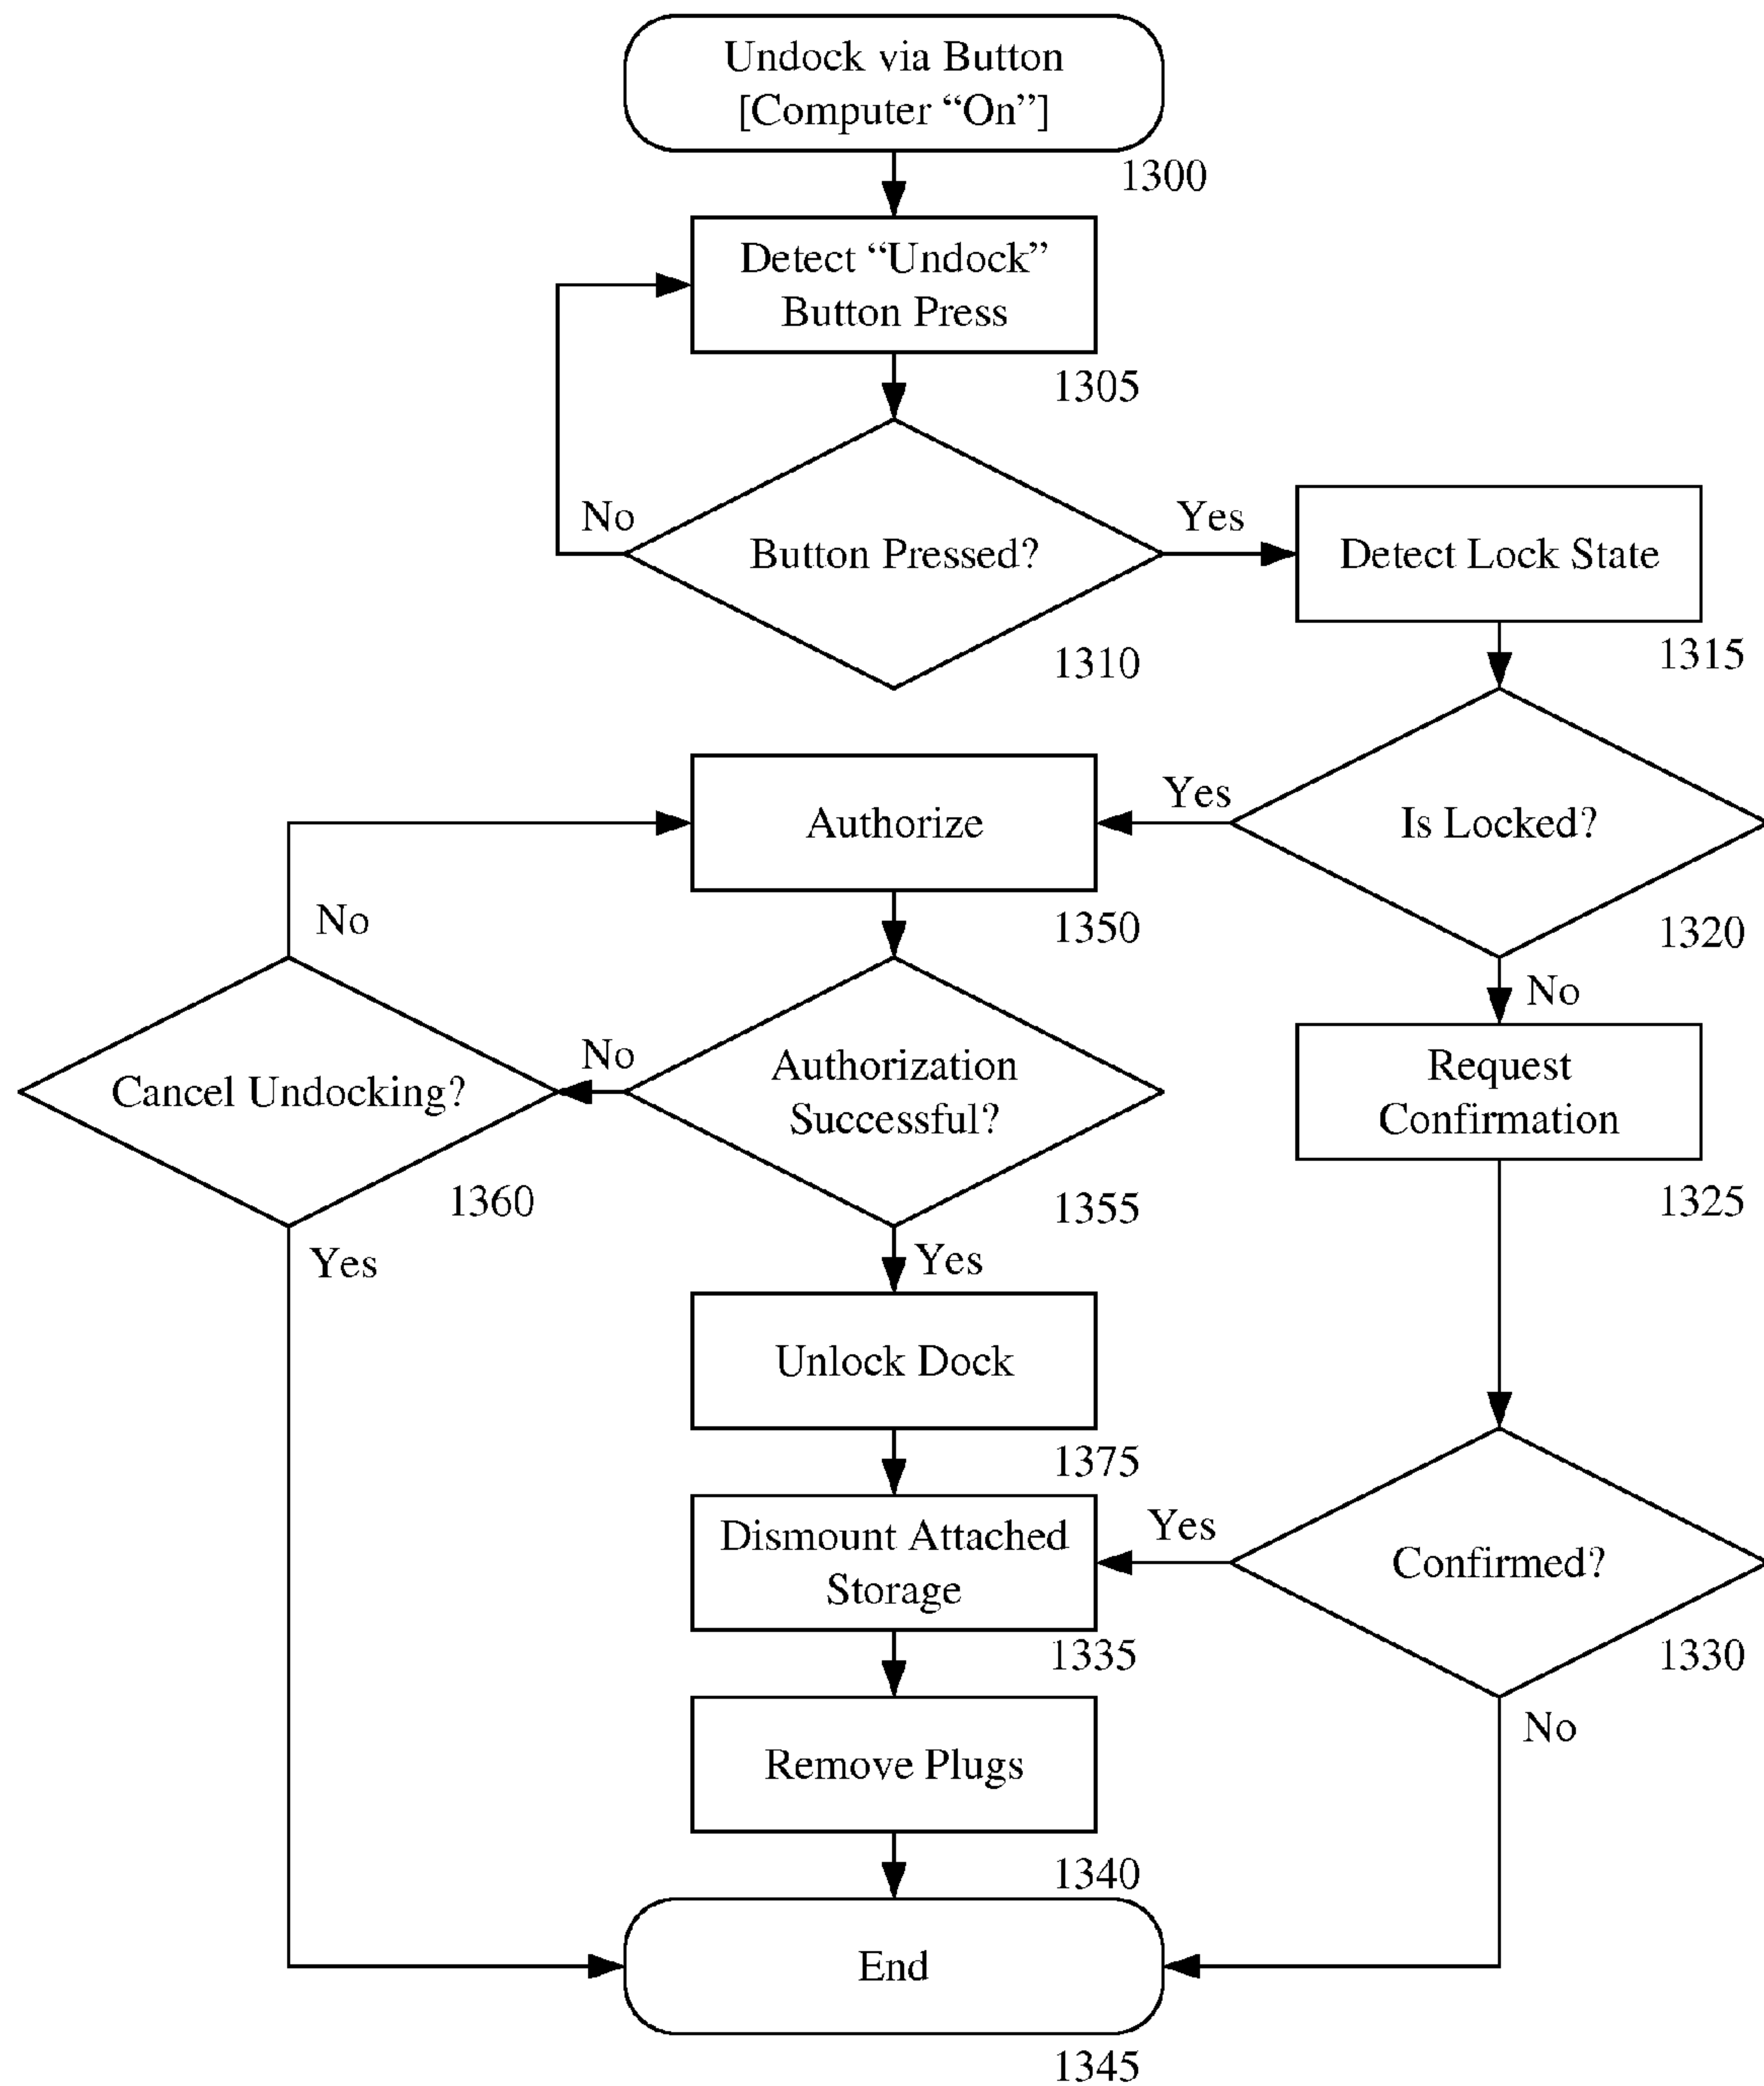 Undock via Button
[Computer “On”]
1300
Detect “Undock”
Button Press
1305
No
Button Pressed?
Yes
1310
Detect Lock State
1315
Authorize
Yes
Is Locked?
1350
1320
No
No
Cancel Undocking?
No
Authorization
Successful?
Request
Confirmation
1360
1355
1325
Yes
Yes
Unlock Dock
1375
Dismount Attached
Storage
Yes
Confirmed?
1335
1330
Remove Plugs
No
1340
End
1345